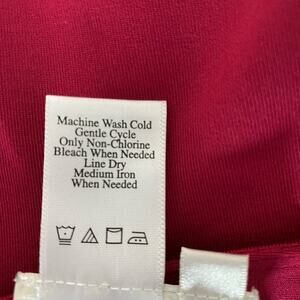 Machine Wash Cold
Gentle Cycle
Only Non-Chlorine
Bleach When Needed
Line Dry
Medium Iron
When Needed